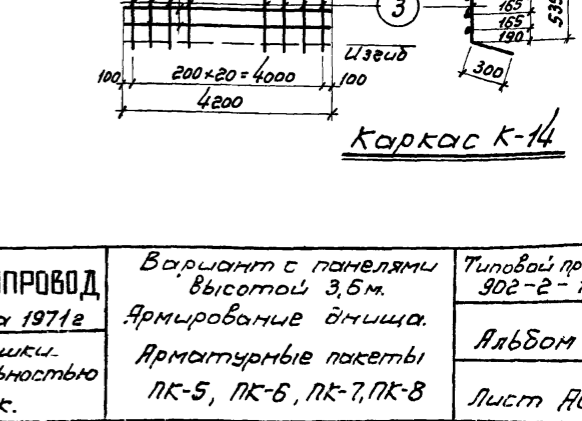 165
3
165
535
190
Изгиб
300
100 200×20=4000 100
4200
Каркас К-14
Вариант с панелями
высотой 3,6м.
Армирование днища.
Арматурные пакеты
ПК-5, ПК-6, ПК-7, ПК-8
ПРОВОД
1971г
ностью
к.
Типовой пр
902-2-
Альбом
Лист